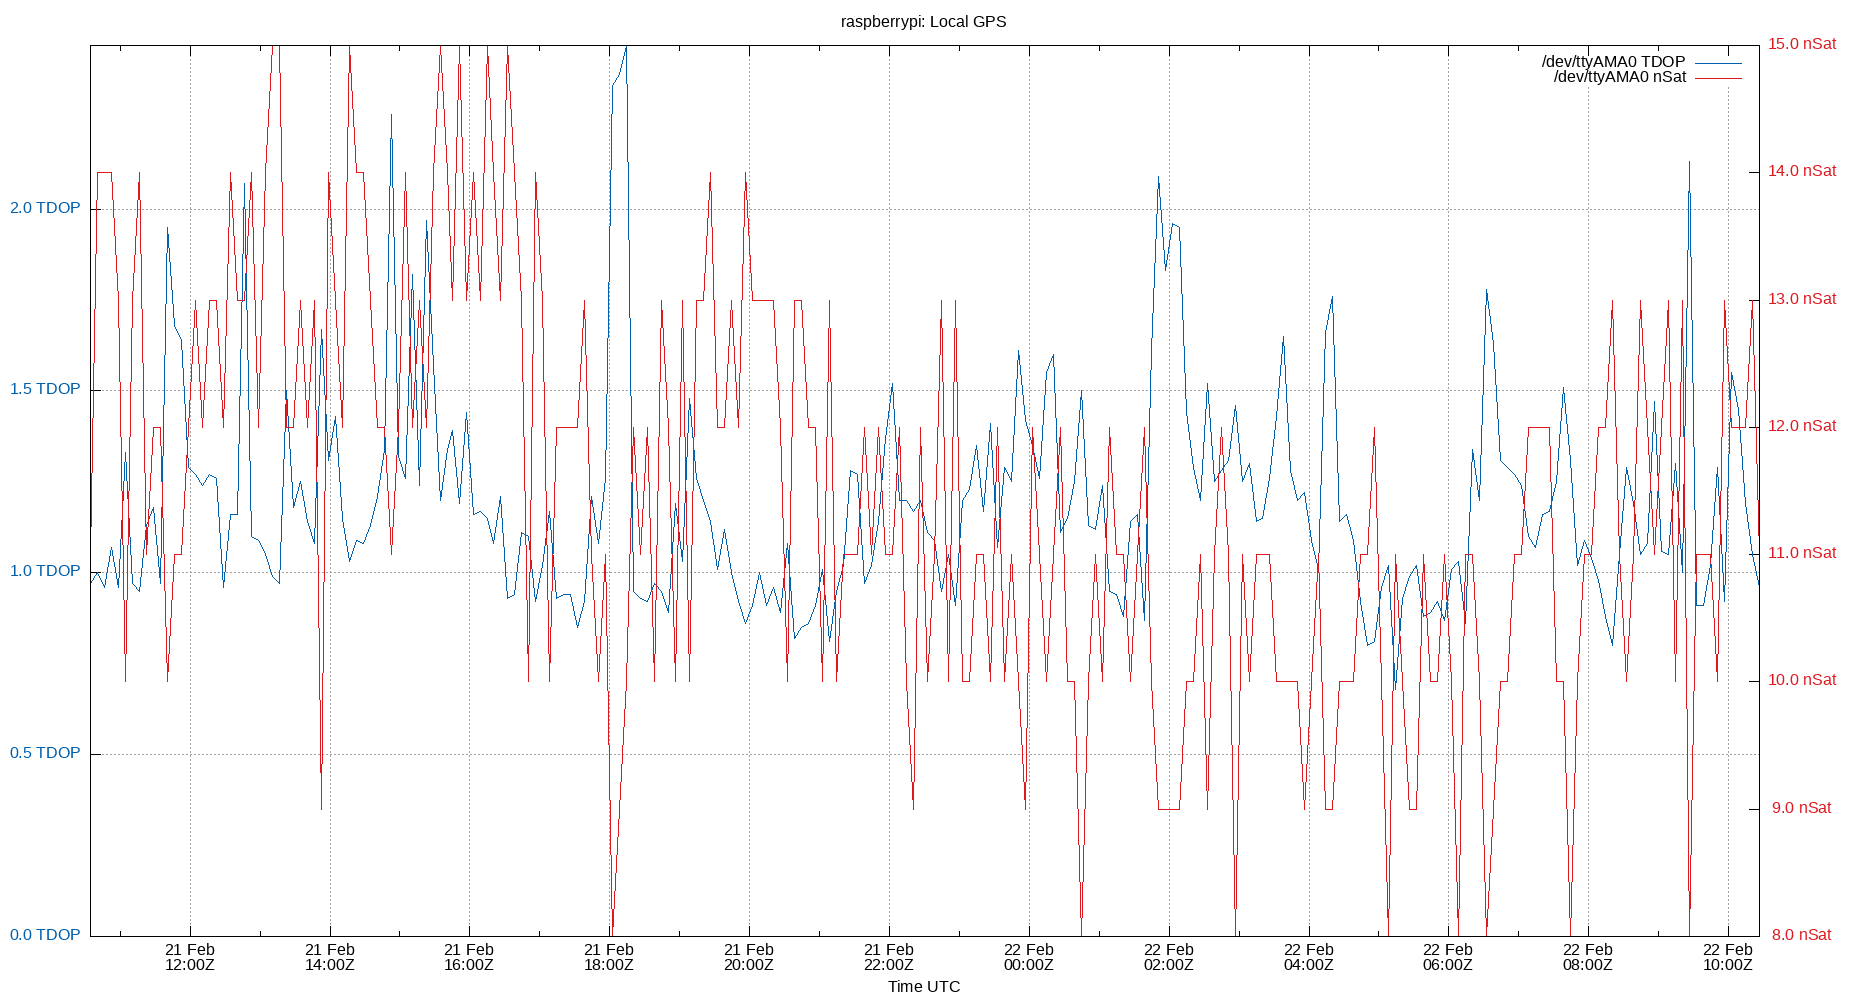 raspberrypi: Local GPS
/dev/ttyAMA0 TDOP
/dev/ttyAMA0 nSat
2.0 TDOP
1.5 TDOP
1.0 TDOP
0.5 TDOP
0.0 TDOP
15.0 nSat
14.0 nSat
13.0 nSat
12.0 nSat
11.0 nSat
10.0 nSat
9.0 nSat
8.0 nSat
21 Feb 21 Feb 21 Feb 21 Feb 21 Feb 21 Feb 22 Feb 22 Feb 22 Feb 22 Feb 22 Feb 22 Feb
12:00Z 14:00Z 16:00Z 18:00Z 20:00Z 22:00Z 00:00Z 02:00Z 04:00Z 06:00Z 08:00Z 10:00Z
Time UTC